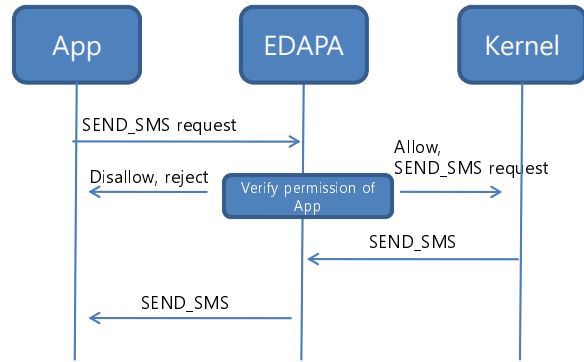 App
EDAPA
Kernel
SEND_SMS request
Allow,
SEND_SMS request
Disallow, reject
Verify permission of
App
SEND_SMS
SEND_SMS